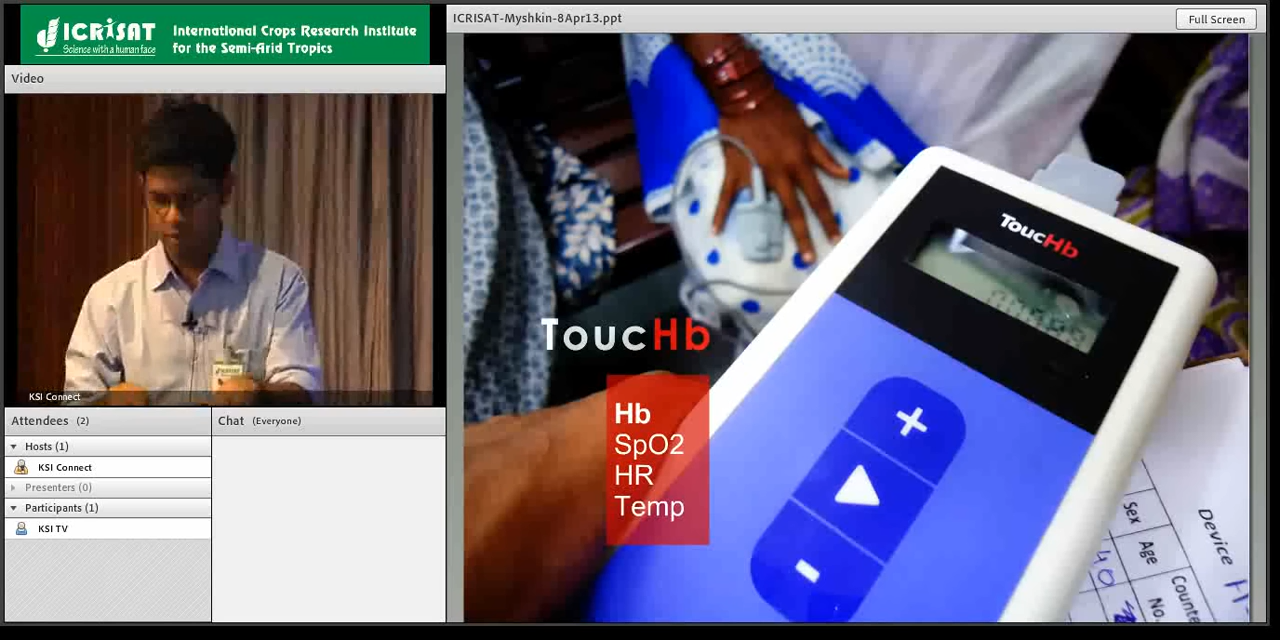 ICRISAT
Science with a human face
International Crops Research Institute
for the Semi-Arid Tropics
Video
KSI Connect
Attendees (2)
Hosts (1)
KSI Connect
Presenters (0)
Participants (1)
KSI TV
Chat (Everyone)
ICRISAT-Myshkin-8Apr13.ppt
Full Screen
ToucHb
ToucHb
Hb
SpO2
HR
Temp
+
-
Device
Sex
Age
No.
40